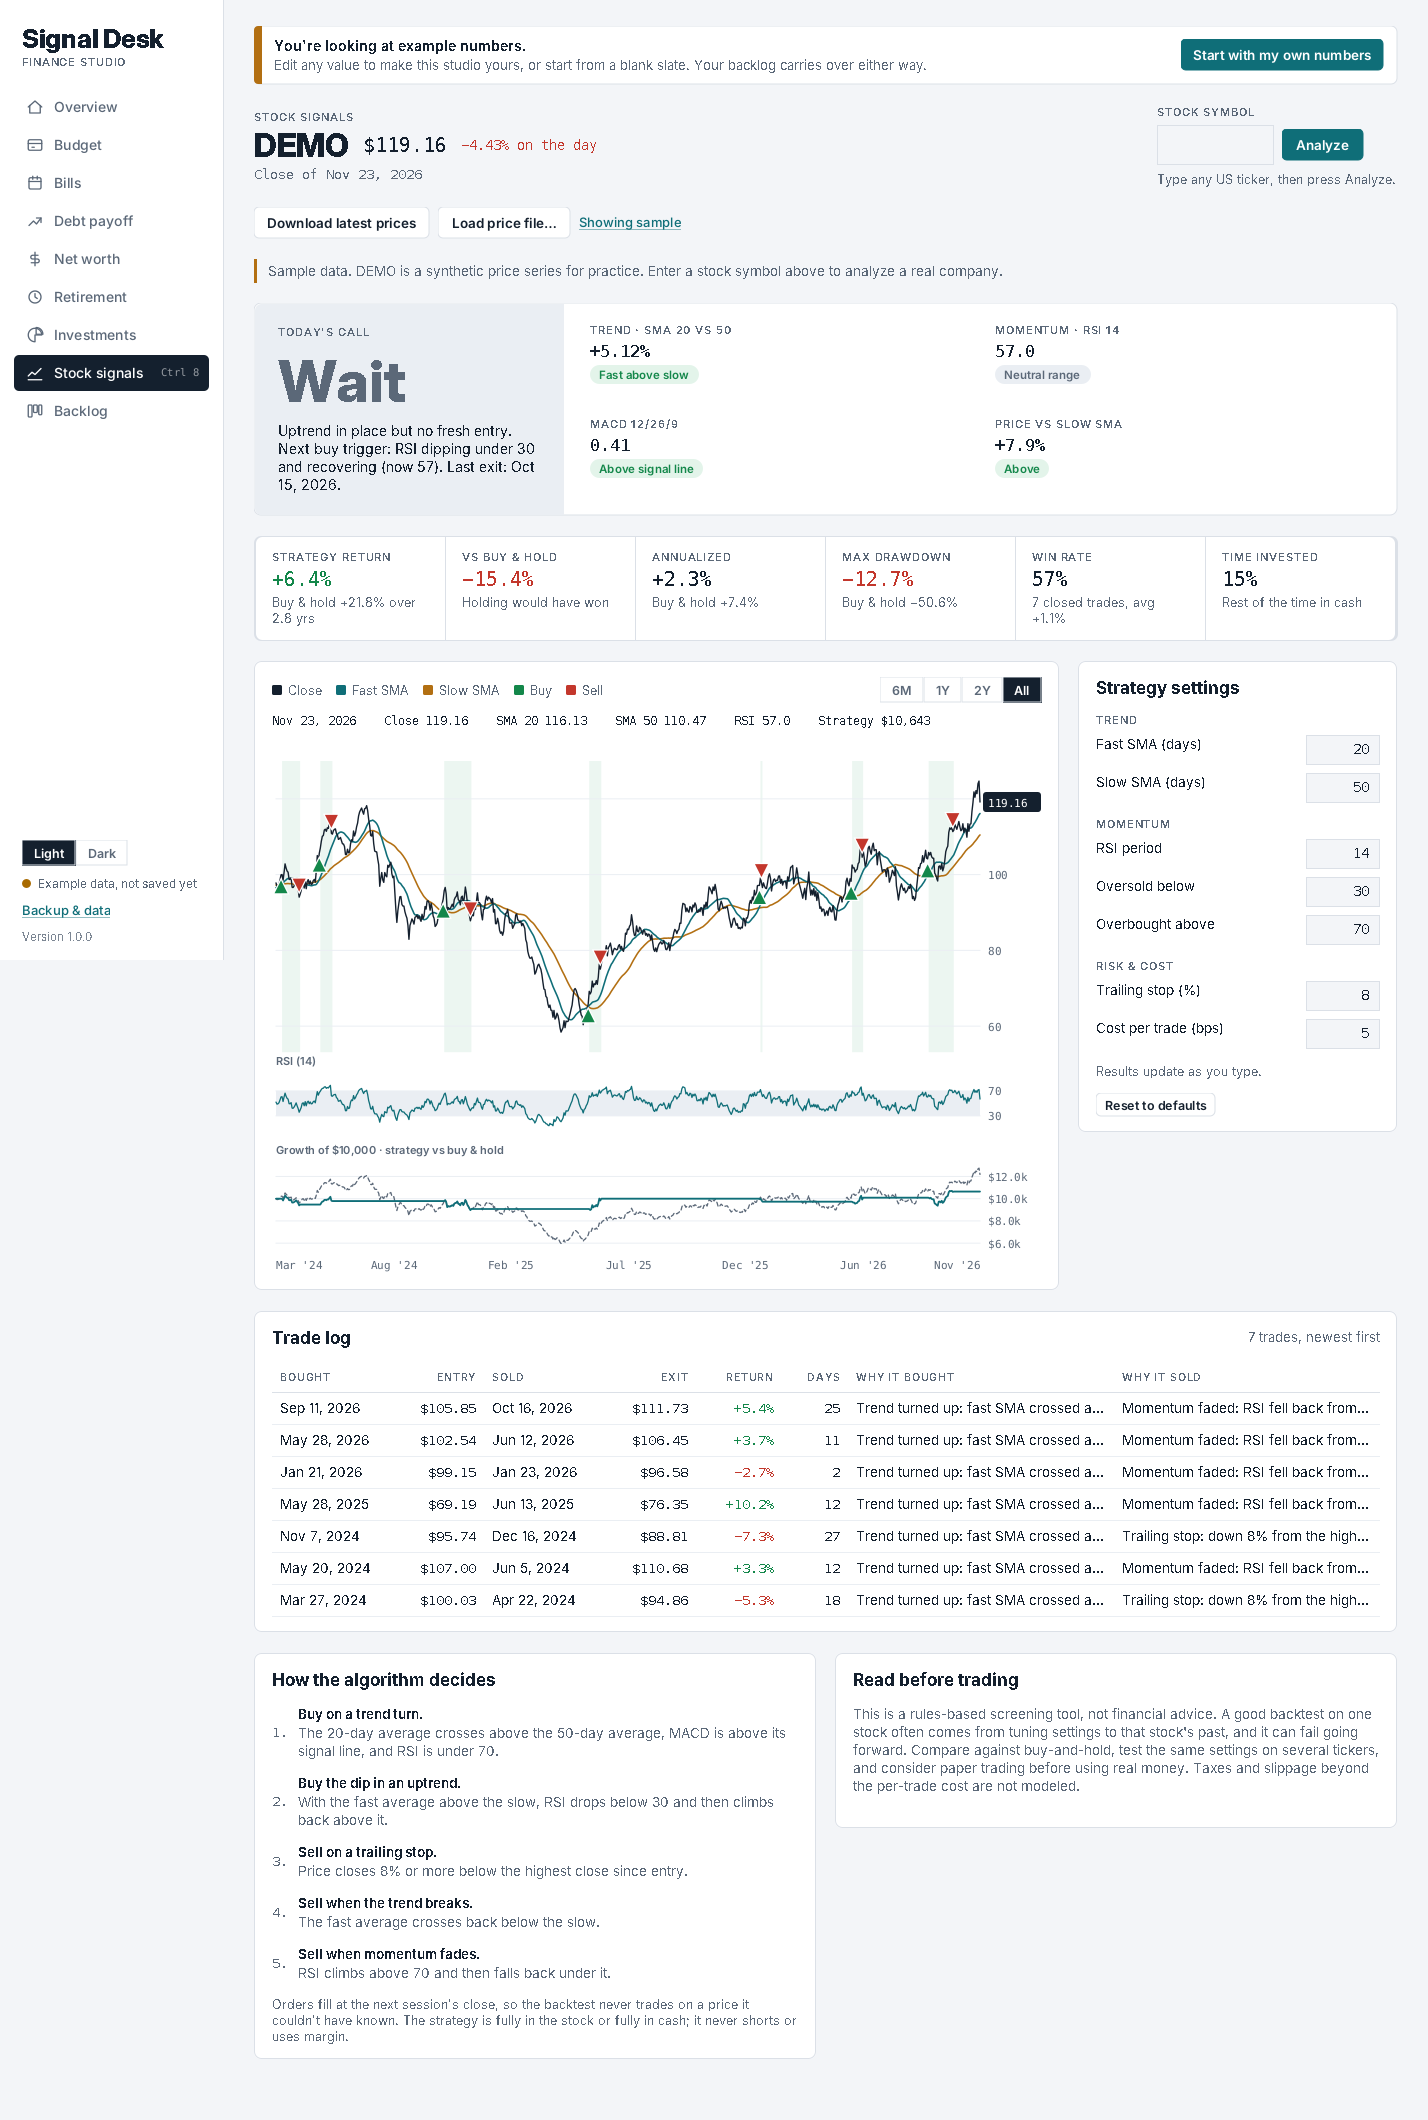 Signal Desk
FINANCE STUDIO
Overview
Budget
Bills
Debt payoff
Net worth
Retirement
Investments
Stock signals Ctrl 8
Backlog
Light Dark
Example data, not saved yet
Backup & data
Version 1.0.0
You're looking at example numbers.
Edit any value to make this studio yours, or start from a blank slate. Your backlog carries over either way.
Start with my own numbers
STOCK SIGNALS
DEMO $119.16 −4.43% on the day
Close of Nov 23, 2026
STOCK SYMBOL
Analyze
Type any US ticker, then press Analyze.
Download latest prices Load price file... Showing sample
Sample data. DEMO is a synthetic price series for practice. Enter a stock symbol above to analyze a real company.
TODAY'S CALL
Wait
Uptrend in place but no fresh entry.
Next buy trigger: RSI dipping under 30
and recovering (now 57). Last exit: Oct
15, 2026.
TREND · SMA 20 VS 50
+5.12%
Fast above slow
MOMENTUM · RSI 14
57.0
Neutral range
MACD 12/26/9
0.41
Above signal line
PRICE VS SLOW SMA
+7.9%
Above
STRATEGY RETURN
+6.4%
Buy & hold +21.8% over
2.8 yrs
VS BUY & HOLD
−15.4%
Holding would have won
ANNUALIZED
+2.3%
Buy & hold +7.4%
MAX DRAWDOWN
−12.7%
Buy & hold −50.6%
WIN RATE
57%
7 closed trades, avg
+1.1%
TIME INVESTED
15%
Rest of the time in cash
Close Fast SMA Slow SMA Buy Sell
6M 1Y 2Y All
Nov 23, 2026 Close 119.16 SMA 20 116.13 SMA 50 110.47 RSI 57.0 Strategy $10,643
119.16
100
80
60
RSI (14)
70
30
Growth of $10,000 · strategy vs buy & hold
$12.0k
$10.0k
$8.0k
$6.0k
Mar '24 Aug '24 Feb '25 Jul '25 Dec '25 Jun '26 Nov '26
Strategy settings
TREND
Fast SMA (days) 20
Slow SMA (days) 50
MOMENTUM
RSI period 14
Oversold below 30
Overbought above 70
RISK & COST
Trailing stop (%) 8
Cost per trade (bps) 5
Results update as you type.
Reset to defaults
Trade log 7 trades, newest first
BOUGHT ENTRY SOLD EXIT RETURN DAYS WHY IT BOUGHT WHY IT SOLD
Sep 11, 2026 $105.85 Oct 16, 2026 $111.73 +5.4% 25 Trend turned up: fast SMA crossed a... Momentum faded: RSI fell back from...
May 28, 2026 $102.54 Jun 12, 2026 $106.45 +3.7% 11 Trend turned up: fast SMA crossed a... Momentum faded: RSI fell back from...
Jan 21, 2026 $99.15 Jan 23, 2026 $96.58 −2.7% 2 Trend turned up: fast SMA crossed a... Momentum faded: RSI fell back from...
May 28, 2025 $69.19 Jun 13, 2025 $76.35 +10.2% 12 Trend turned up: fast SMA crossed a... Momentum faded: RSI fell back from...
Nov 7, 2024 $95.74 Dec 16, 2024 $88.81 −7.3% 27 Trend turned up: fast SMA crossed a... Trailing stop: down 8% from the high...
May 20, 2024 $107.00 Jun 5, 2024 $110.68 +3.3% 12 Trend turned up: fast SMA crossed a... Momentum faded: RSI fell back from...
Mar 27, 2024 $100.03 Apr 22, 2024 $94.86 −5.3% 18 Trend turned up: fast SMA crossed a... Trailing stop: down 8% from the high...
How the algorithm decides
Buy on a trend turn.
1. The 20-day average crosses above the 50-day average, MACD is above its
signal line, and RSI is under 70.
Buy the dip in an uptrend.
2. With the fast average above the slow, RSI drops below 30 and then climbs
back above it.
Sell on a trailing stop.
3. Price closes 8% or more below the highest close since entry.
Sell when the trend breaks.
4. The fast average crosses back below the slow.
Sell when momentum fades.
5. RSI climbs above 70 and then falls back under it.
Orders fill at the next session's close, so the backtest never trades on a price it
couldn't have known. The strategy is fully in the stock or fully in cash; it never shorts or
uses margin.
Read before trading
This is a rules-based screening tool, not financial advice. A good backtest on one
stock often comes from tuning settings to that stock's past, and it can fail going
forward. Compare against buy-and-hold, test the same settings on several tickers,
and consider paper trading before using real money. Taxes and slippage beyond
the per-trade cost are not modeled.